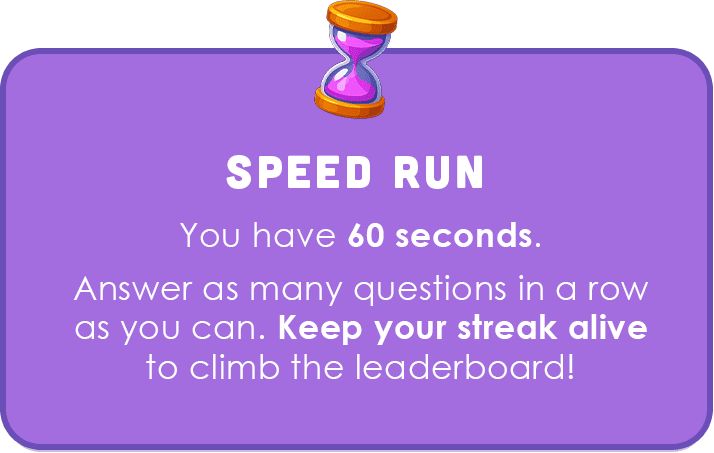 SPEED RUN
You have 60 seconds.
Answer as many questions in a row
as you can. Keep your streak alive
to climb the leaderboard!